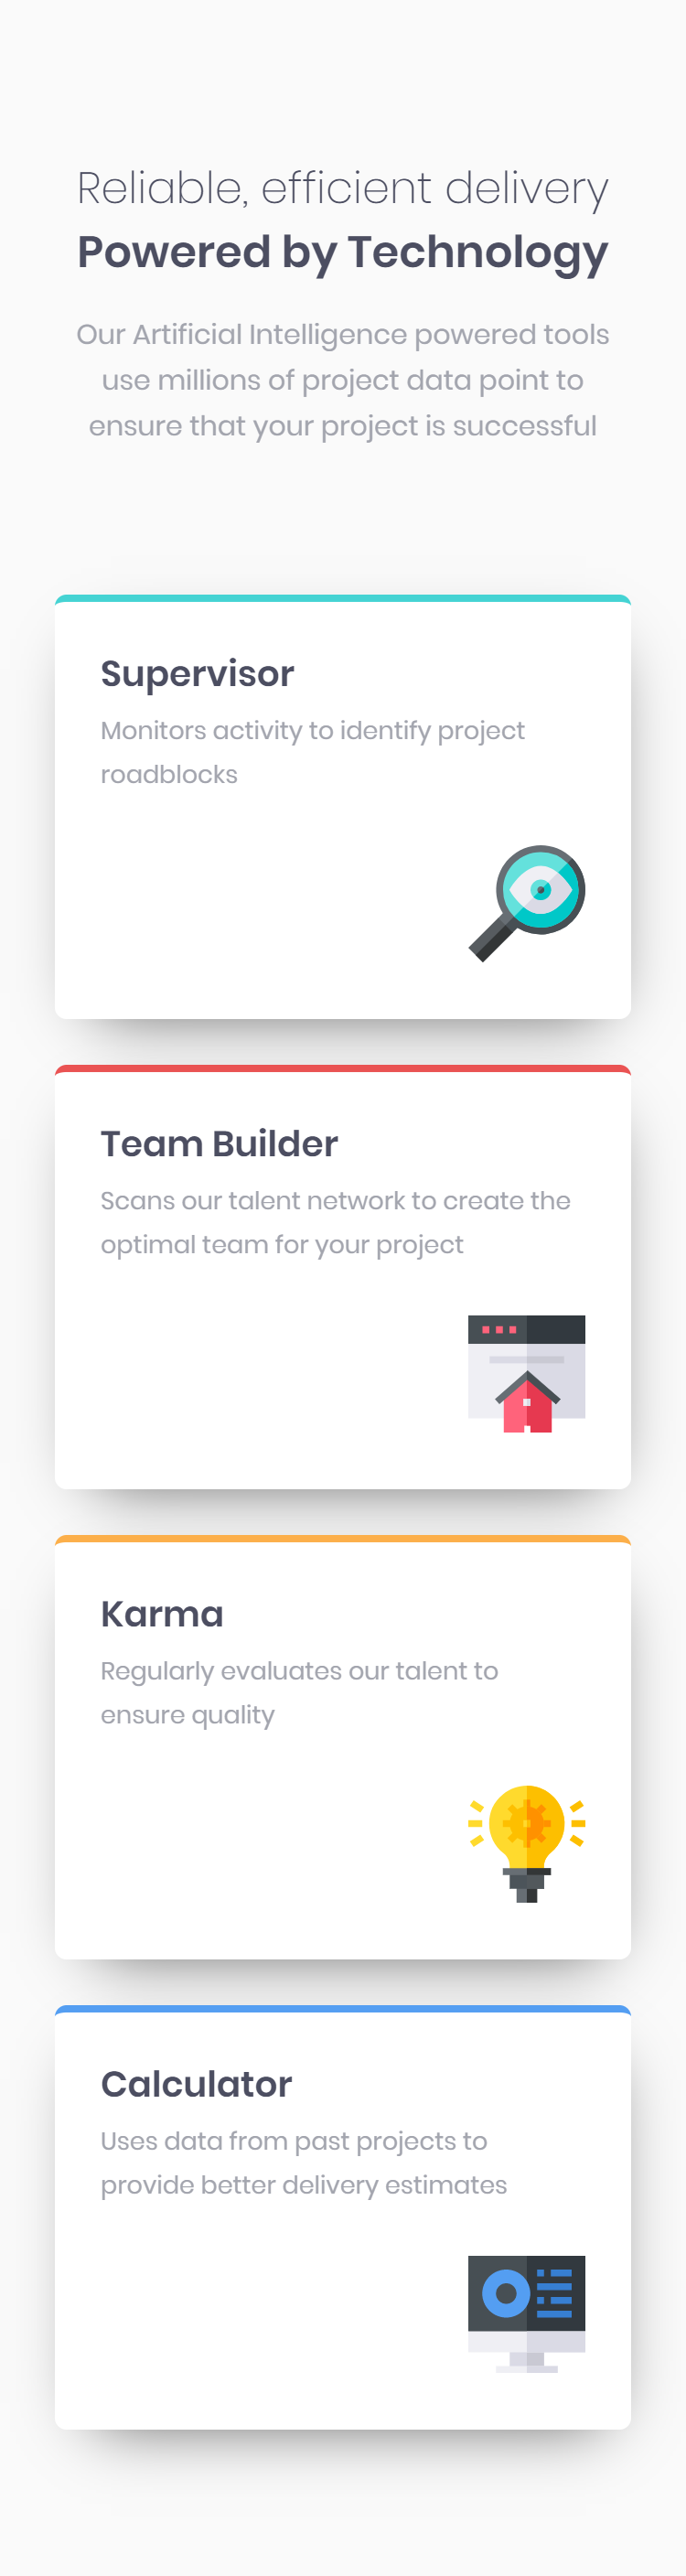 Reliable, efficient delivery
Powered by Technology
Our Artificial Intelligence powered tools
use millions of project data point to
ensure that your project is successful
Supervisor
Monitors activity to identify project
roadblocks
Team Builder
Scans our talent network to create the
optimal team for your project
Karma
Regularly evaluates our talent to
ensure quality
Calculator
Uses data from past projects to
provide better delivery estimates